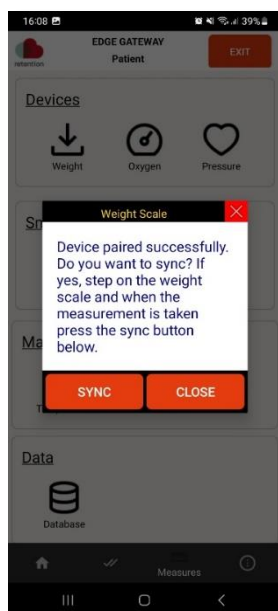 16:08
39%
EDGE GATEWAY
retention
Patient
EXIT
Devices
Weight
Oxygen
Pressure
Sm
Weight Scale
Device paired successfully.
Do you want to sync? If
yes, step on the weight
scale and when the
measurement is taken
press the sync button
below.
Ma
SYNC
CLOSE
T
Data
Database
Measures